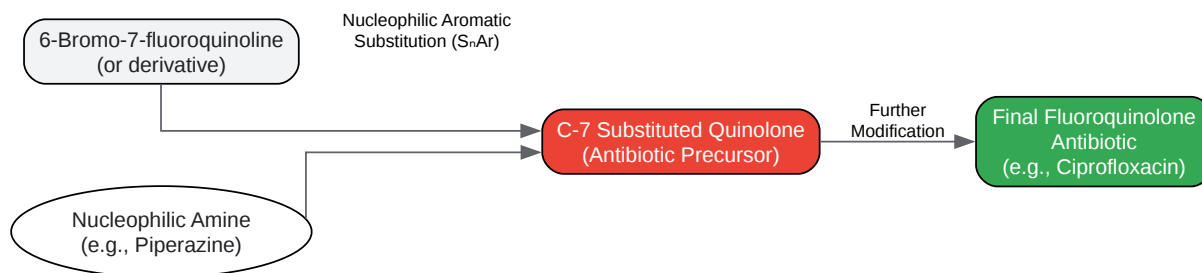 6-Bromo-7-fluoroquinoline
(or derivative)
Nucleophilic Aromatic
Substitution (SₙAr)
Nucleophilic Amine
(e.g., Piperazine)
C-7 Substituted Quinolone
(Antibiotic Precursor)
Further
Modification
Final Fluoroquinolone
Antibiotic
(e.g., Ciprofloxacin)